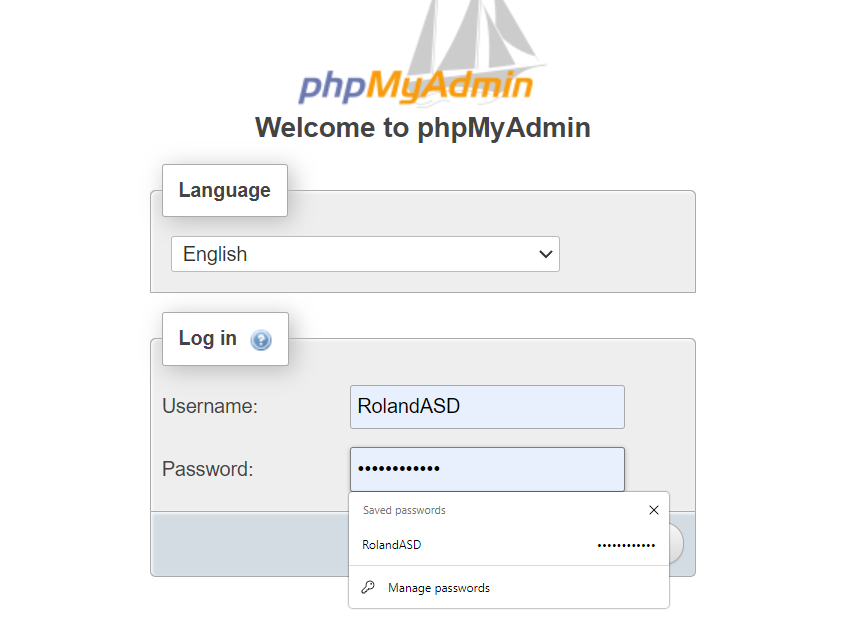 phpMyAdmin
Welcome to phpMyAdmin
Language
English
Log in ?
Username: RolandASD
Password: ••••••••••••
Saved passwords
RolandASD ••••••••••••
Manage passwords